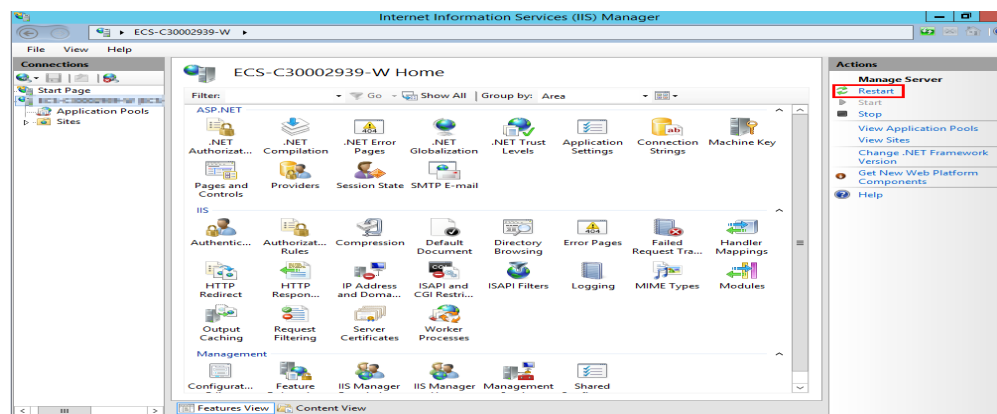 Internet Information Services (IIS) Manager
ECS-C30002939-W
File View Help
Connections
Start Page
ECS-C30002939-W (ECS-
Application Pools
Sites
ECS-C30002939-W Home
Filter: Go Show All Group by: Area
ASP.NET
.NET Authorizat...
.NET Compilation
.NET Error Pages
.NET Globalization
.NET Trust Levels
Application Settings
Connection Strings
Machine Key
Pages and Controls
Providers
Session State
SMTP E-mail
IIS
Authentic...
Authorizat... Rules
Compression
Default Document
Directory Browsing
Error Pages
Failed Request Tra...
Handler Mappings
HTTP Redirect
HTTP Respon...
IP Address and Doma...
ISAPI and CGI Restri...
ISAPI Filters
Logging
MIME Types
Modules
Output Caching
Request Filtering
Server Certificates
Worker Processes
Management
Configurat...
Feature
IIS Manager
IIS Manager
Management
Shared
Features View
Content View
Actions
Manage Server
Restart
Start
Stop
View Application Pools
View Sites
Change .NET Framework
Version
Get New Web Platform
Components
Help